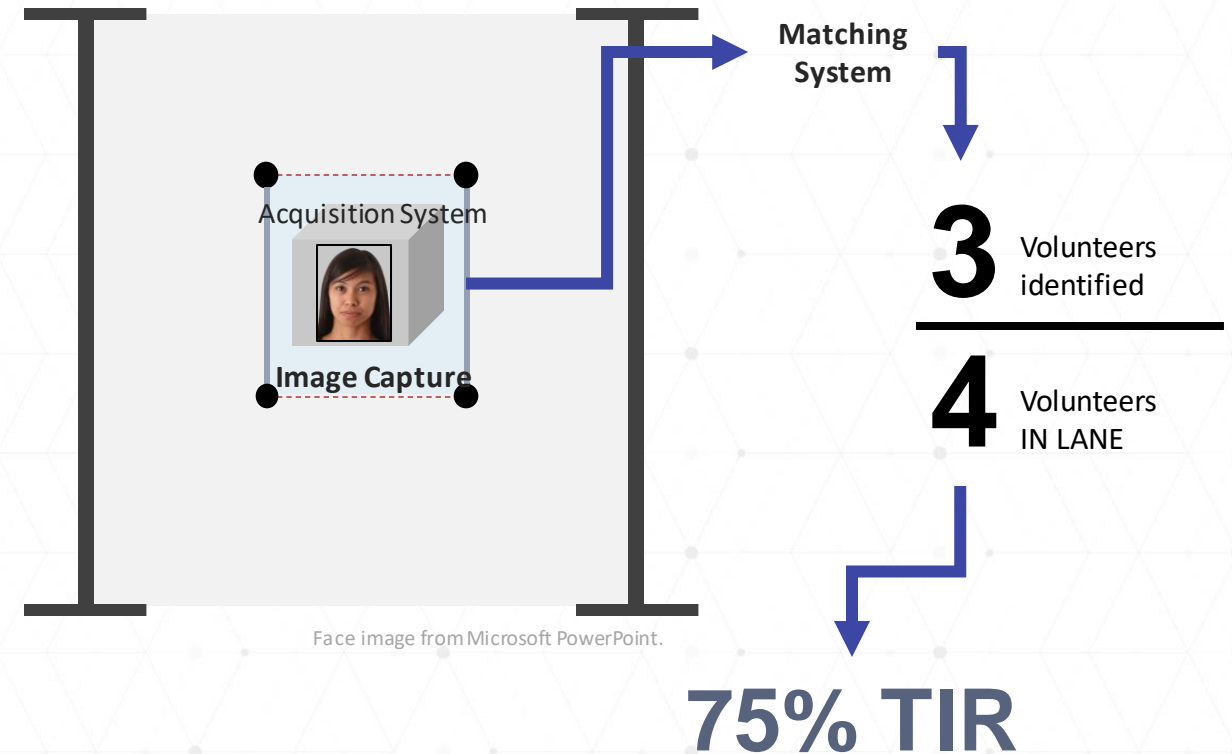 Matching
System
Acquisition System
Image Capture
3
Volunteers
identified
4
Volunteers
IN LANE
Face image from Microsoft PowerPoint.
75% TIR